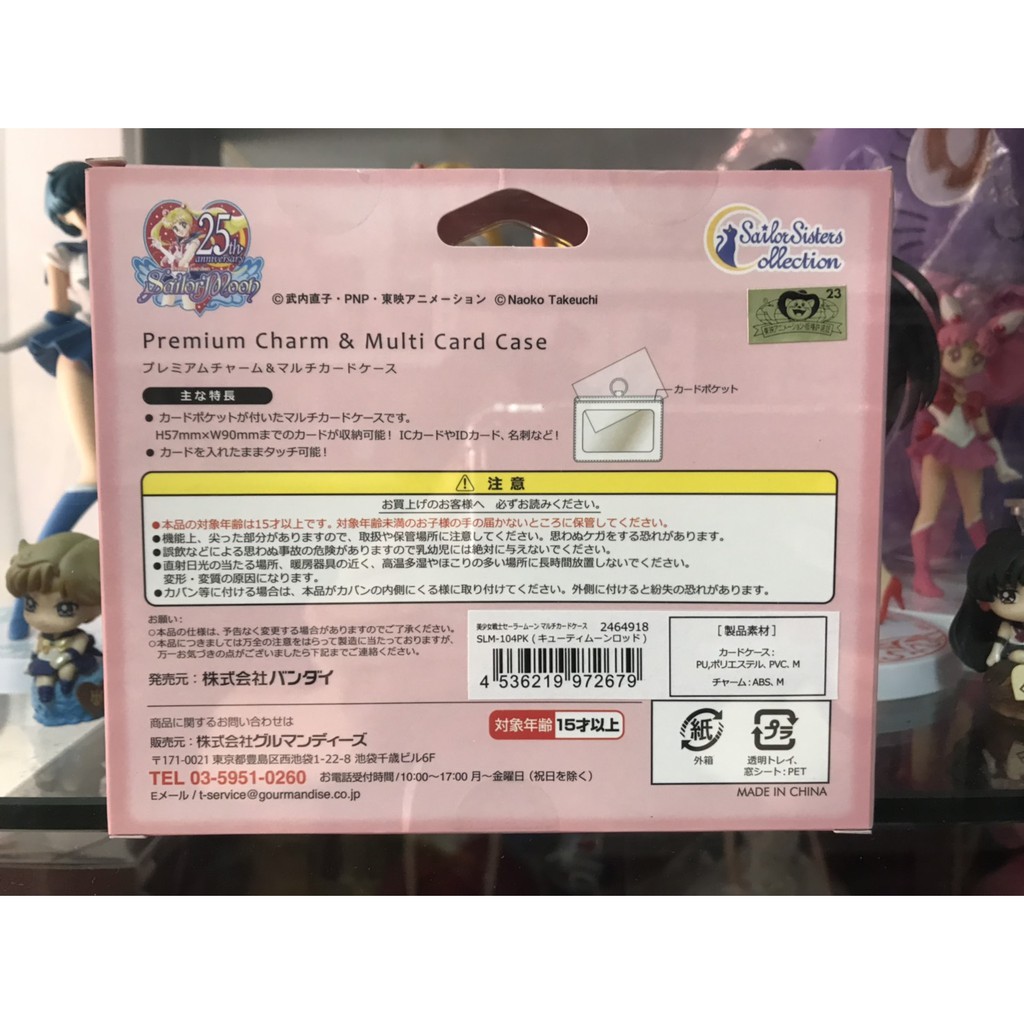 25th
anniversary
Sailor Moon
Sailor Sisters
Collection
©武内直子・PNP・東映アニメーション ©Naoko Takeuchi
23
Premium Charm & Multi Card Case
プレミアムチャーム＆マルチカードケース
主な特長
カードポケット
● カードポケットが付いたマルチカードケースです。
H57mm×W90mmまでのカードが収納可能！ ICカードやIDカード、名刺など！
● カードを入れたままタッチ可能！
注意
お買上げのお客様へ 必ずお読みください。
●本品の対象年齢は15才以上です。対象年齢未満のお子様の手の届かないところに保管してください。
●機能上、尖った部分がありますので、取扱や保管場所に注意してください。思わぬケガをする恐れがあります。
●誤飲などによる思わぬ事故の危険がありますので乳幼児には絶対に与えないでください。
●直射日光の当たる場所、暖房器具の近く、高温多湿やほこりの多い場所に長時間放置しないでください。
変形・変質の原因になります。
●カバン等に付ける場合は、本品がカバンの内側にくる様に取り付けてください。外側に付けると紛失の恐れがあります。
お願い：
○本品の仕様は、予告なく変更する場合がありますのでご了承ください。
○本品につきましては万全の注意をはらって製造に当たっておりますが、
万一お気づきの点がございましたら下記までご連絡ください。
発売元：株式会社バンダイ
美少女戦士セーラームーン マルチカードケース 2464918
SLM-104PK ( キューティムーンロッド )
4 536219 972679
［製品素材］
カードケース：
PU,ポリエステル, PVC, M
チャーム：ABS, M
商品に関するお問い合わせは
販売元：株式会社グルマンディーズ
〒171-0021 東京都豊島区西池袋1-22-8 池袋千歳ビル6F
TEL 03-5951-0260 お電話受付時間/10:00〜17:00 月〜金曜日 (祝日を除く)
Eメール / t-service@gourmandise.co.jp
対象年齢 15才以上
紙
外箱
プラ
透明トレイ、
窓シート：PET
MADE IN CHINA